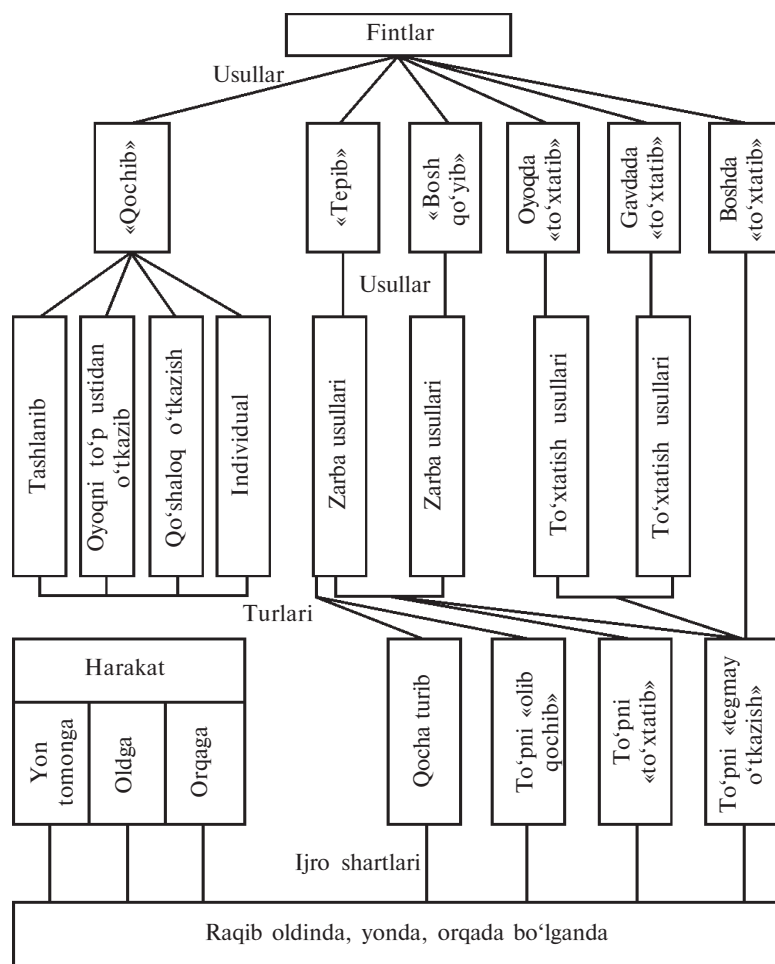 Fintlar
Usullar
«Qochib»
«Tepib»
«Bosh
qo‘yib»
Oyoqda
«to‘xtatib»
Gavdada
«to‘xtatib»
Boshda
«to‘xtatib»
Usullar
Tashlanib
Oyoqni to‘p ustidan
o‘tkazib
Qo‘shaloq o‘tkazish
Individual
Zarba usullari
Zarba usullari
To‘xtatish usullari
To‘xtatish usullari
Turlari
Harakat
Yon
tomonga
Oldga
Orqaga
Qocha turib
To‘pni «olib
qochib»
To‘pni
«to‘xtatib»
To‘pni «tegmay
o‘tkazish»
Ijro shartlari
Raqib oldinda, yonda, orqada bo‘lganda